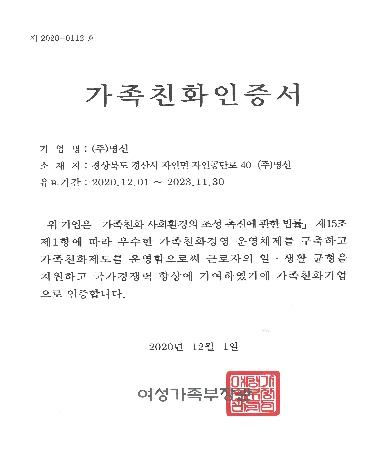 제 2020-0112 호
가족친화인증서
기 업 명 : (주)명신
소 재 지 : 경상북도 경산시 자인면 자인공단로 40 (주)명신
유효기간 : 2020.12.01 ~ 2023.11.30
위 기업은 「가족친화 사회환경의 조성 촉진에 관한 법률」 제15조
제1항에 따라 우수한 가족친화경영 운영체제를 구축하고
가족친화제도를 운영함으로써 근로자의 일·생활 균형을
지원하고 국가경쟁력 향상에 기여하였기에 가족친화기업
으로 인증합니다.
2020년 12월 1일
여성가족부장관